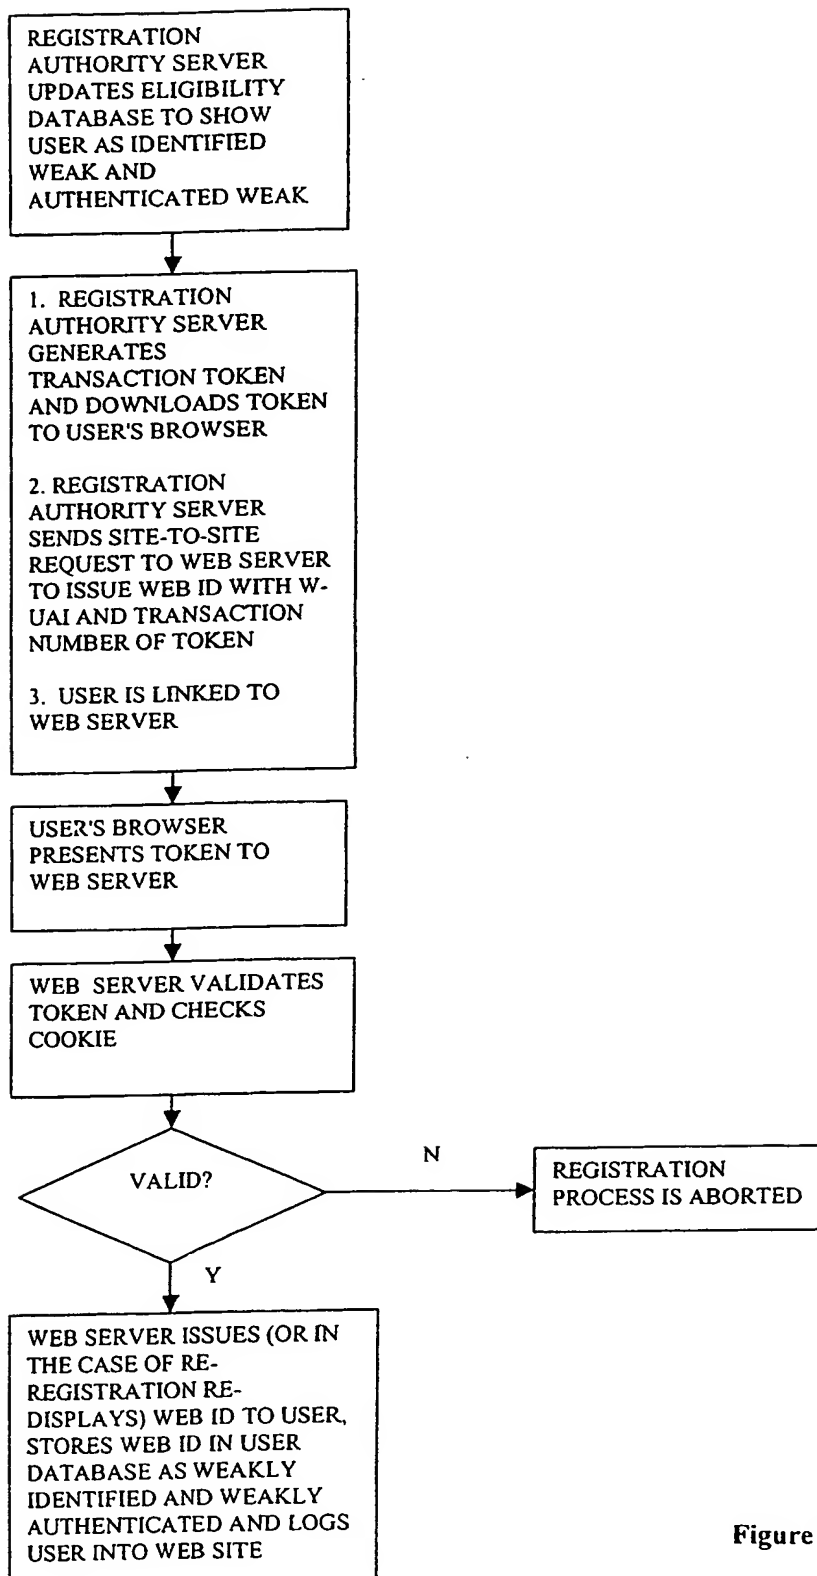 REGISTRATION
AUTHORITY SERVER
UPDATES ELIGIBILITY
DATABASE TO SHOW
USER AS IDENTIFIED
WEAK AND
AUTHENTICATED WEAK
1. REGISTRATION
AUTHORITY SERVER
GENERATES
TRANSACTION TOKEN
AND DOWNLOADS TOKEN
TO USER'S BROWSER
2. REGISTRATION
AUTHORITY SERVER
SENDS SITE-TO-SITE
REQUEST TO WEB SERVER
TO ISSUE WEB ID WITH W-
UAI AND TRANSACTION
NUMBER OF TOKEN
3. USER IS LINKED TO
WEB SERVER
USER'S BROWSER
PRESENTS TOKEN TO
WEB SERVER
WEB SERVER VALIDATES
TOKEN AND CHECKS
COOKIE
VALID?
N
REGISTRATION
PROCESS IS ABORTED
Y
WEB SERVER ISSUES (OR IN
THE CASE OF RE-
REGISTRATION RE-
DISPLAYS) WEB ID TO USER,
STORES WEB ID IN USER
DATABASE AS WEAKLY
IDENTIFIED AND WEAKLY
AUTHENTICATED AND LOGS
USER INTO WEB SITE
Figure